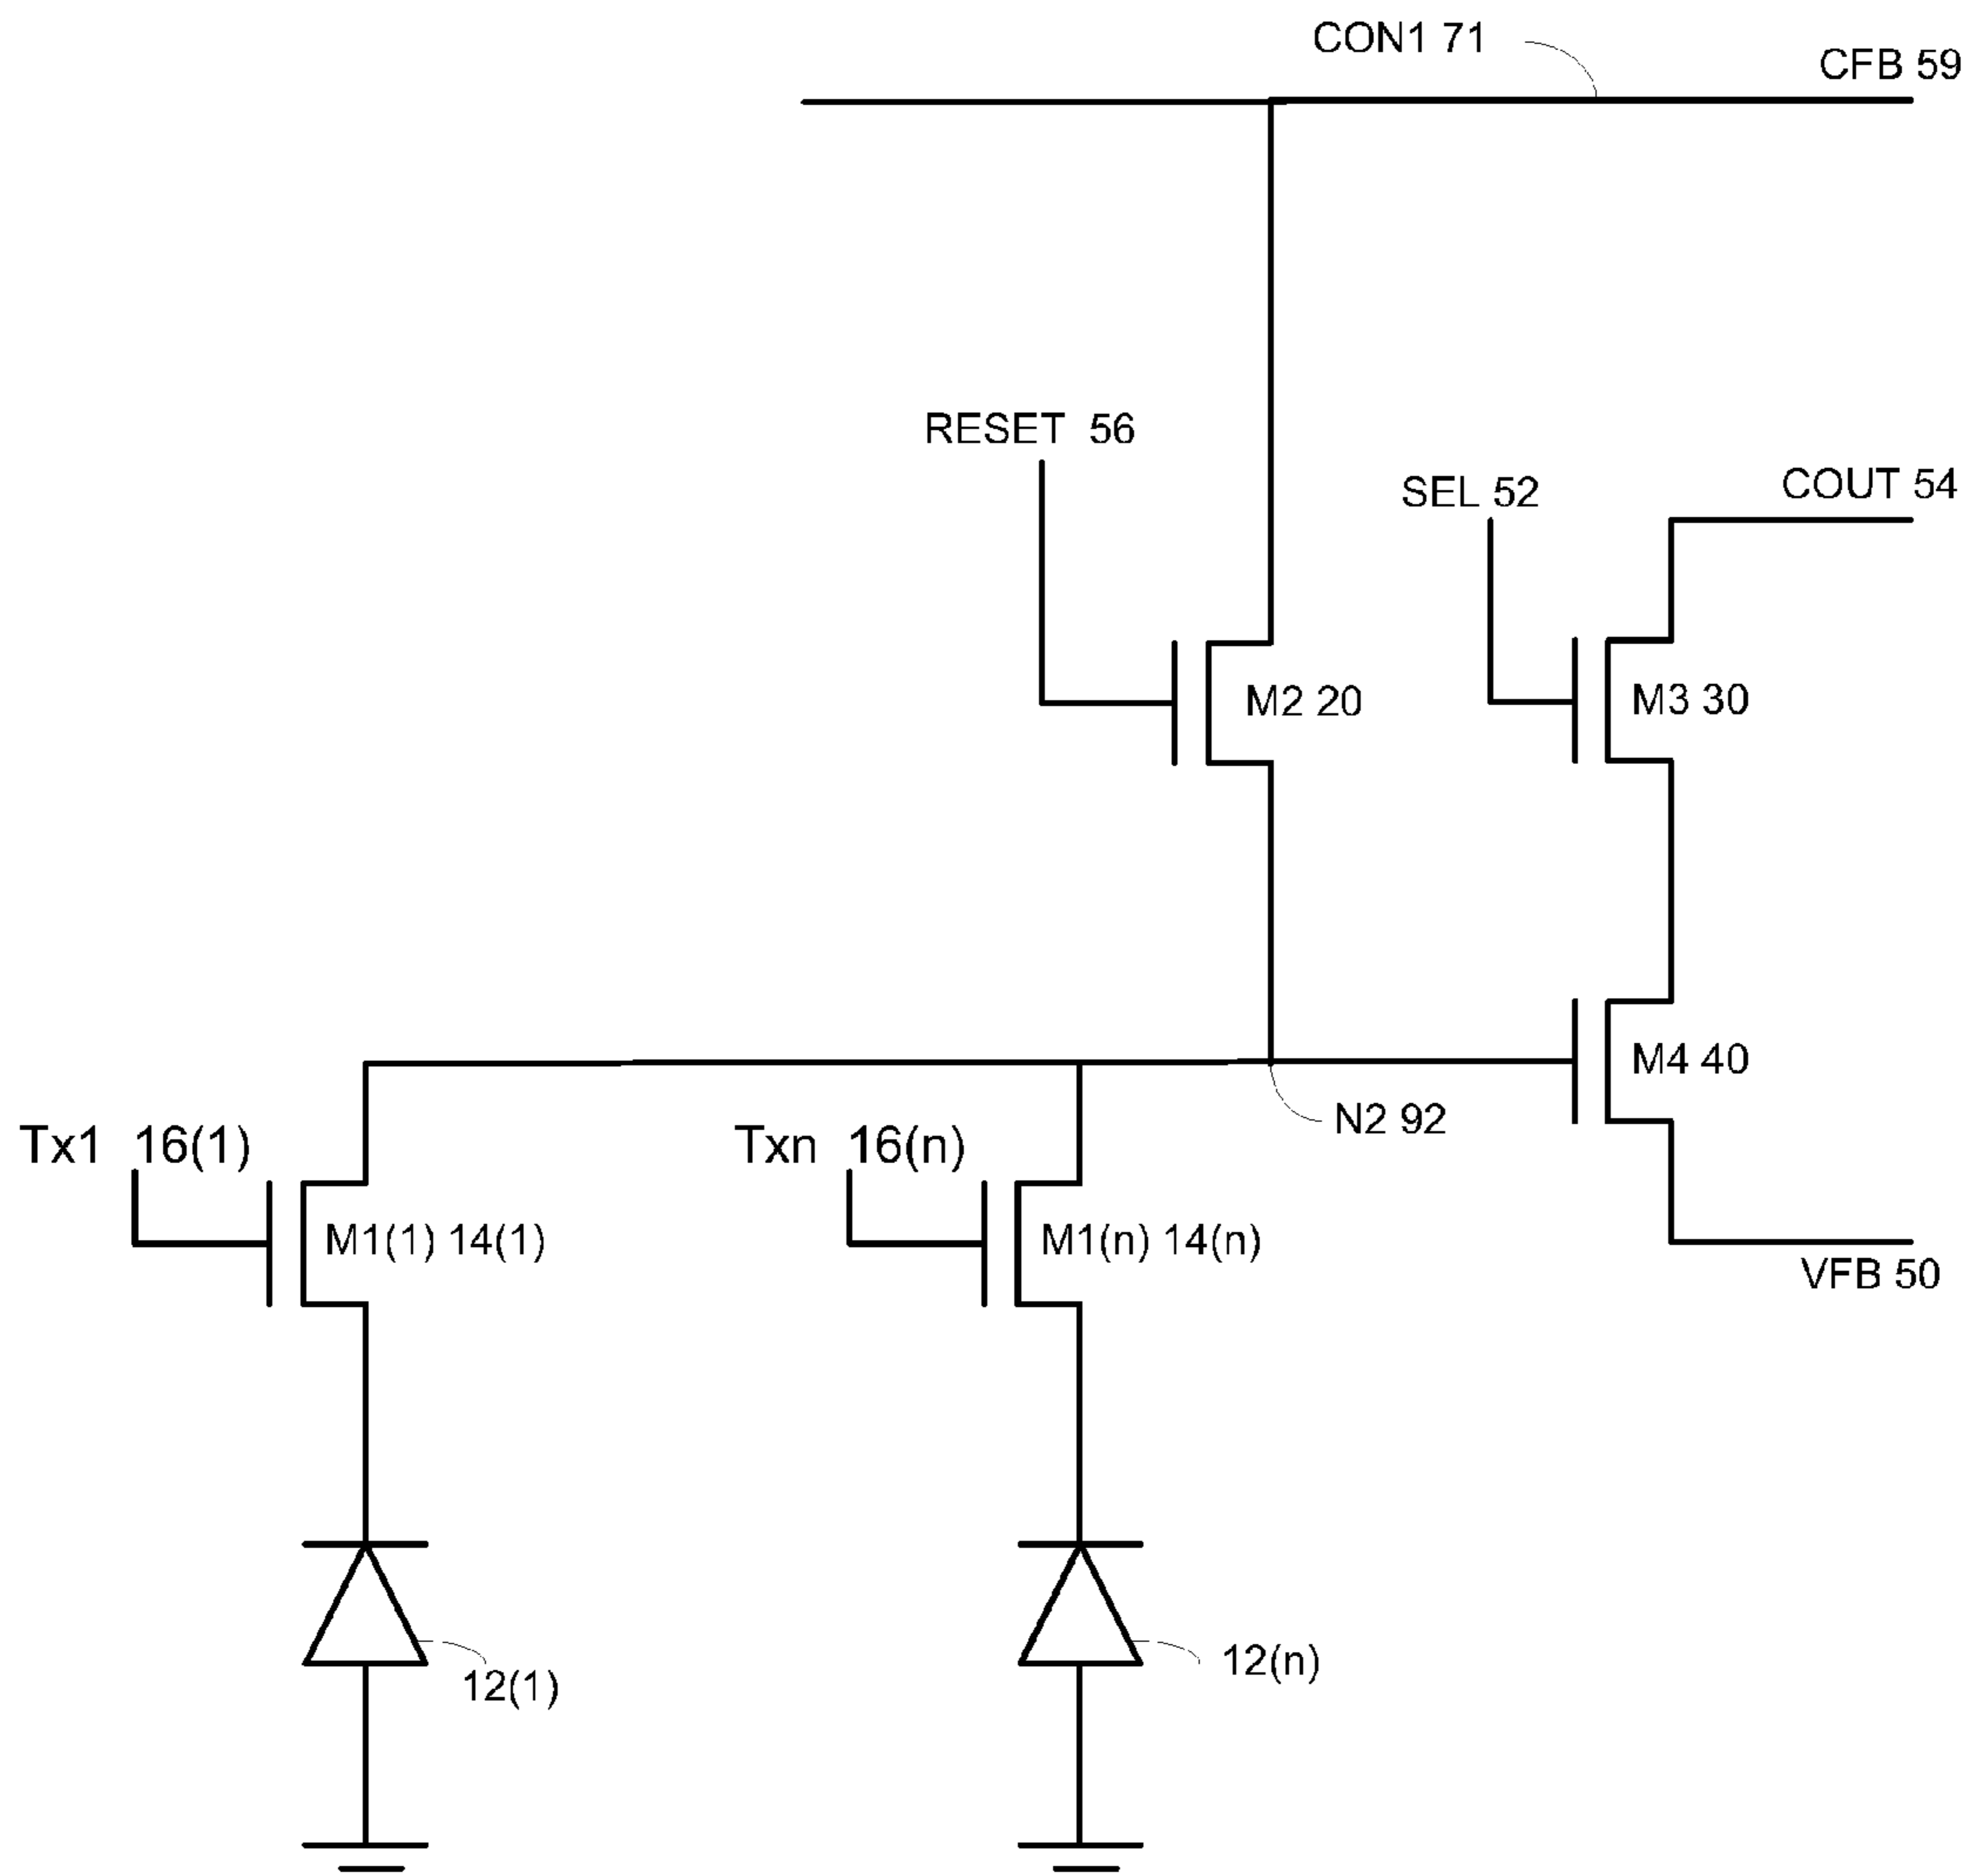 CON1 71
CFB 59
RESET 56
SEL 52
COUT 54
M2 20
M3 30
M4 40
N2 92
Tx1 16(1)
Txn 16(n)
M1(1) 14(1)
M1(n) 14(n)
VFB 50
12(1)
12(n)